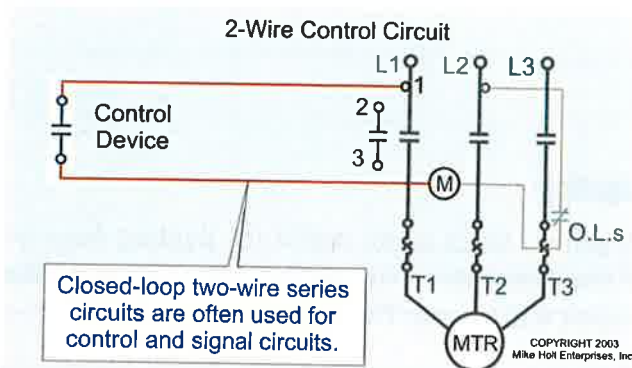 2-Wire Control Circuit
L1 L2 L3
1
Control
Device
2
3
M
O.L.s
T1 T2 T3
Closed-loop two-wire series
circuits are often used for
control and signal circuits.
MTR
COPYRIGHT 2003
Mike Holt Enterprises, Inc